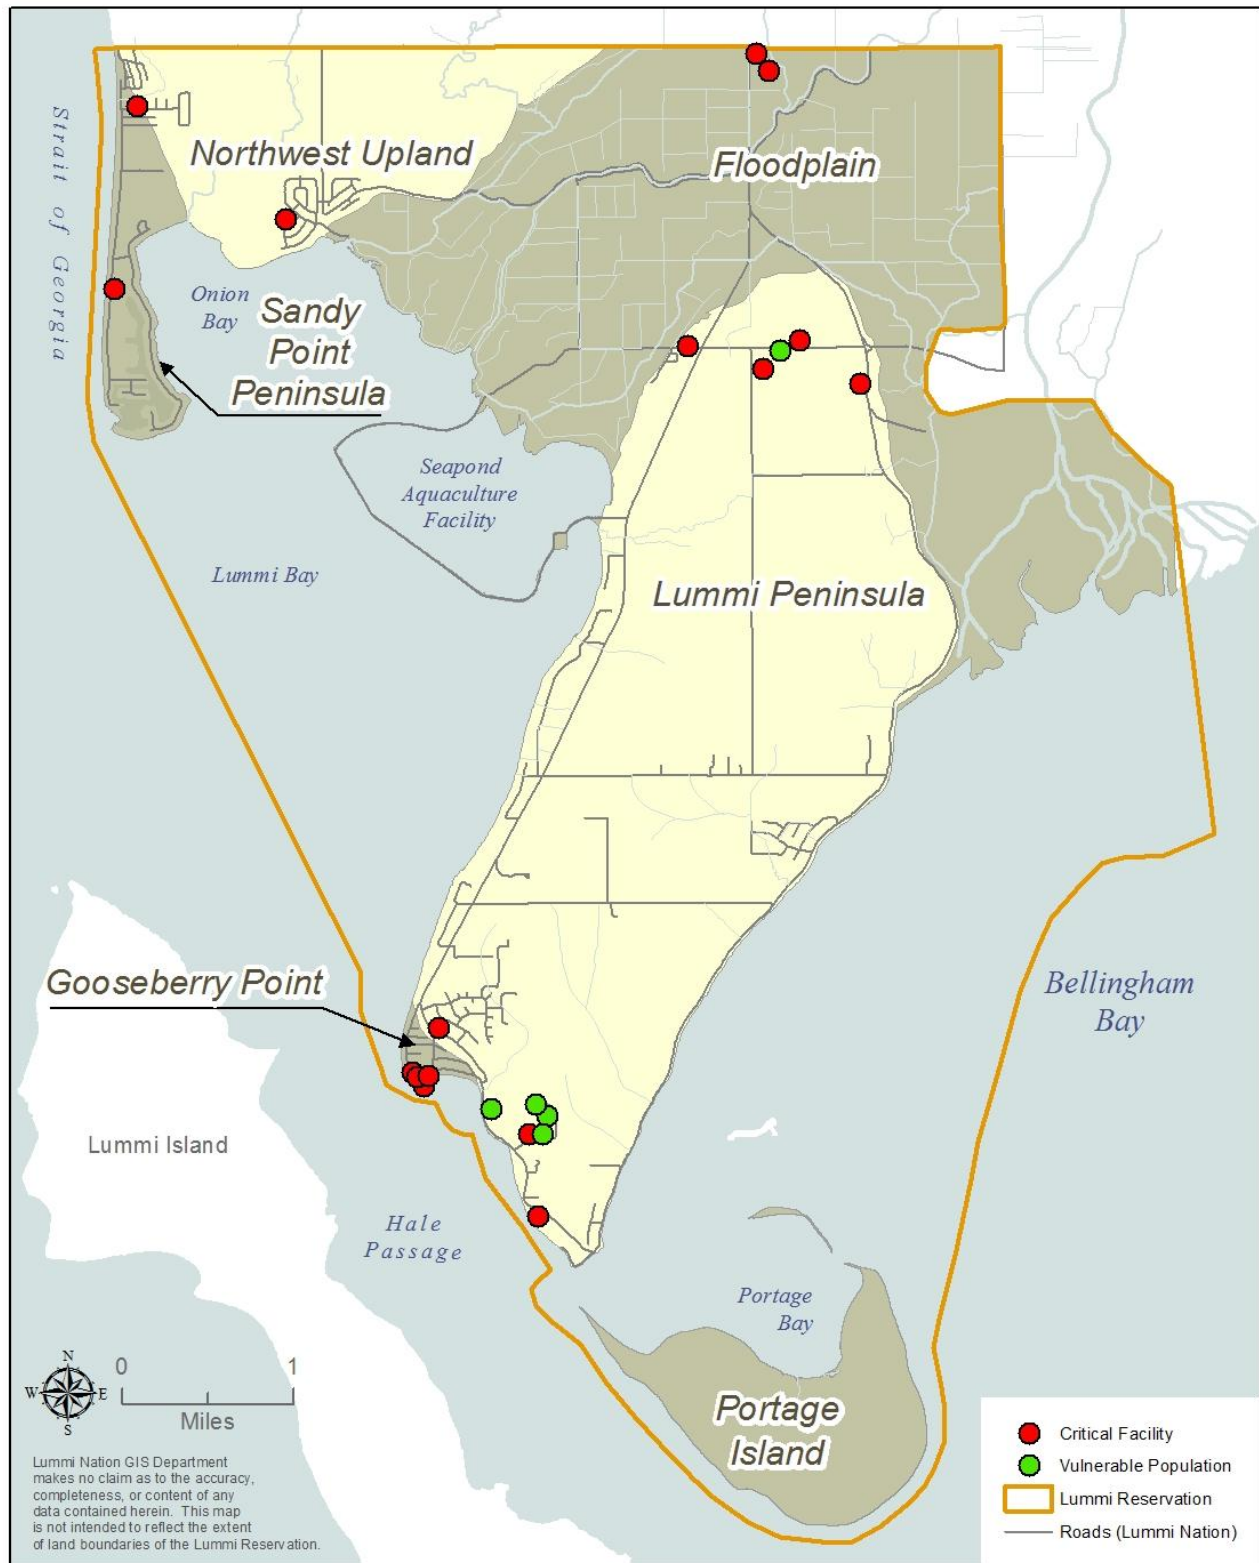 Strait of Georgia
Northwest Upland
Floodplain
Onion
Bay
Sandy
Point
Peninsula
Seapond
Aquaculture
Facility
Lummi Bay
Lummi Peninsula
Gooseberry Point
Bellingham
Bay
Lummi Island
Hale
Passage
Portage
Bay
Portage
Island
N
W E
S
0 1
Miles
Lummi Nation GIS Department
makes no claim as to the accuracy,
completeness, or content of any
data contained herein. This map
is not intended to reflect the extent
of land boundaries of the Lummi Reservation.
Critical Facility
Vulnerable Population
Lummi Reservation
Roads (Lummi Nation)